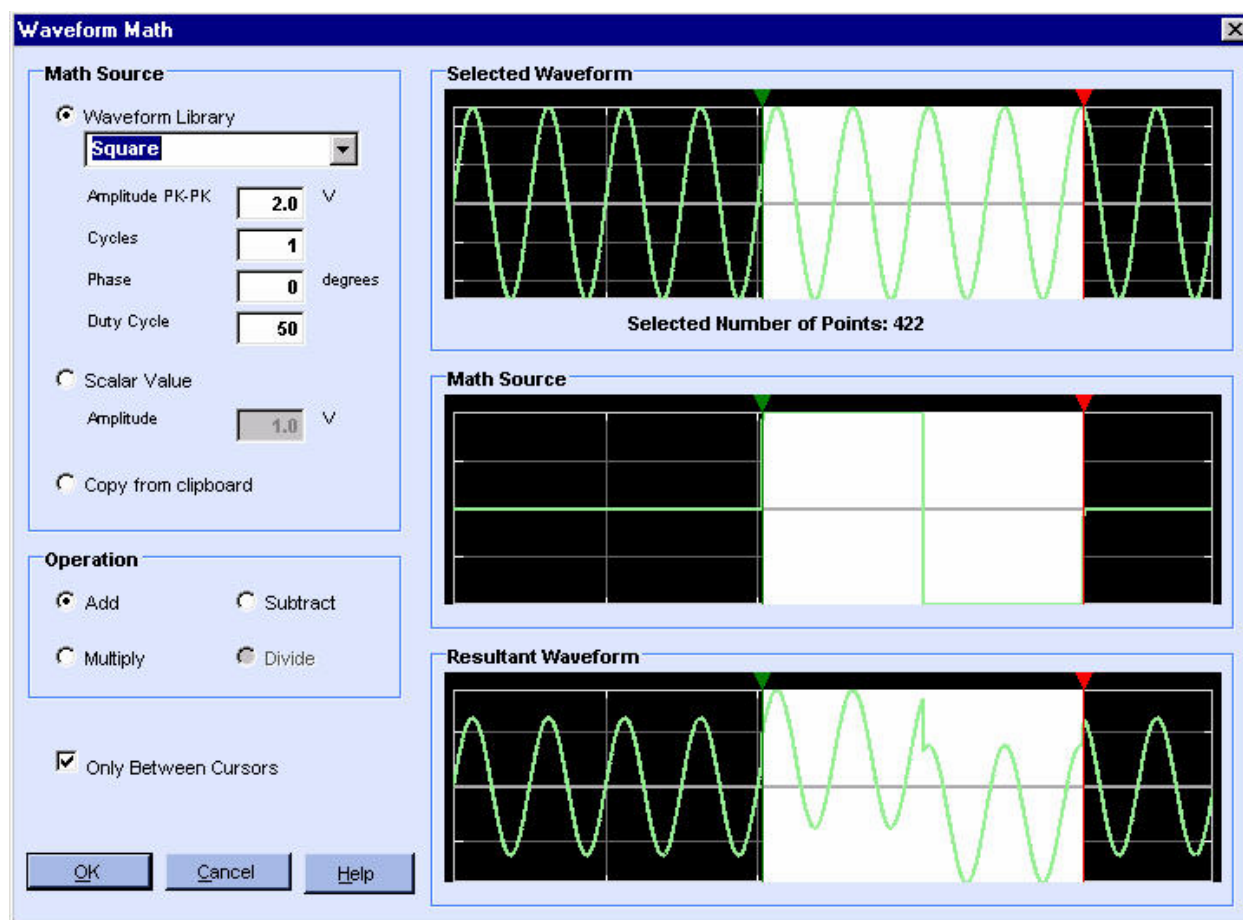 Waveform Math
Math Source
Waveform Library
Square
Amplitude PK-PK 2.0 V
Cycles 1
Phase 0 degrees
Duty Cycle 50
Scalar Value
Amplitude 1.0 V
Copy from clipboard
Operation
Add Subtract
Multiply Divide
Only Between Cursors
OK Cancel Help
Selected Waveform
Selected Number of Points: 422
Math Source
Resultant Waveform